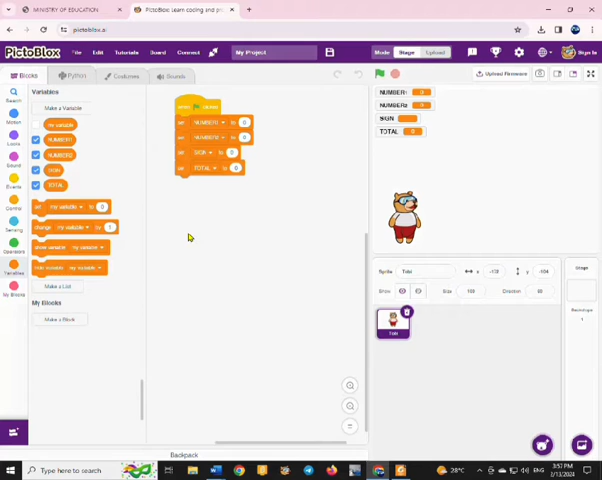 MINISTRY OF EDUCATION
PictoBlox: Learn coding and pr
pictoblox.ai
PictoBlox
File
Edit
Tutorials
Board
Connect
My Project
Mode
Stage
Upload
Sign In
Blocks
Python
Costumes
Sounds
Upload Firmware
Search
Motion
Looks
Sound
Events
Control
Sensing
Operators
Variables
My Blocks
Variables
Make a Variable
my variable
NUMBER1
NUMBER2
SIGN
TOTAL
set my variable to 0
change my variable by 1
show variable my variable
hide variable my variable
Make a List
My Blocks
Make a Block
when clicked
set NUMBER1 to 0
set NUMBER2 to 0
set SIGN to 0
set TOTAL to 0
NUMBER1 0
NUMBER2 0
SIGN
TOTAL 0
Sprite
Tobi
x
y
Show
Size
100
Direction
90
Tobi
Stage
Backdrops
1
Backpack
Type here to search
28°C
ENG
3:57 PM